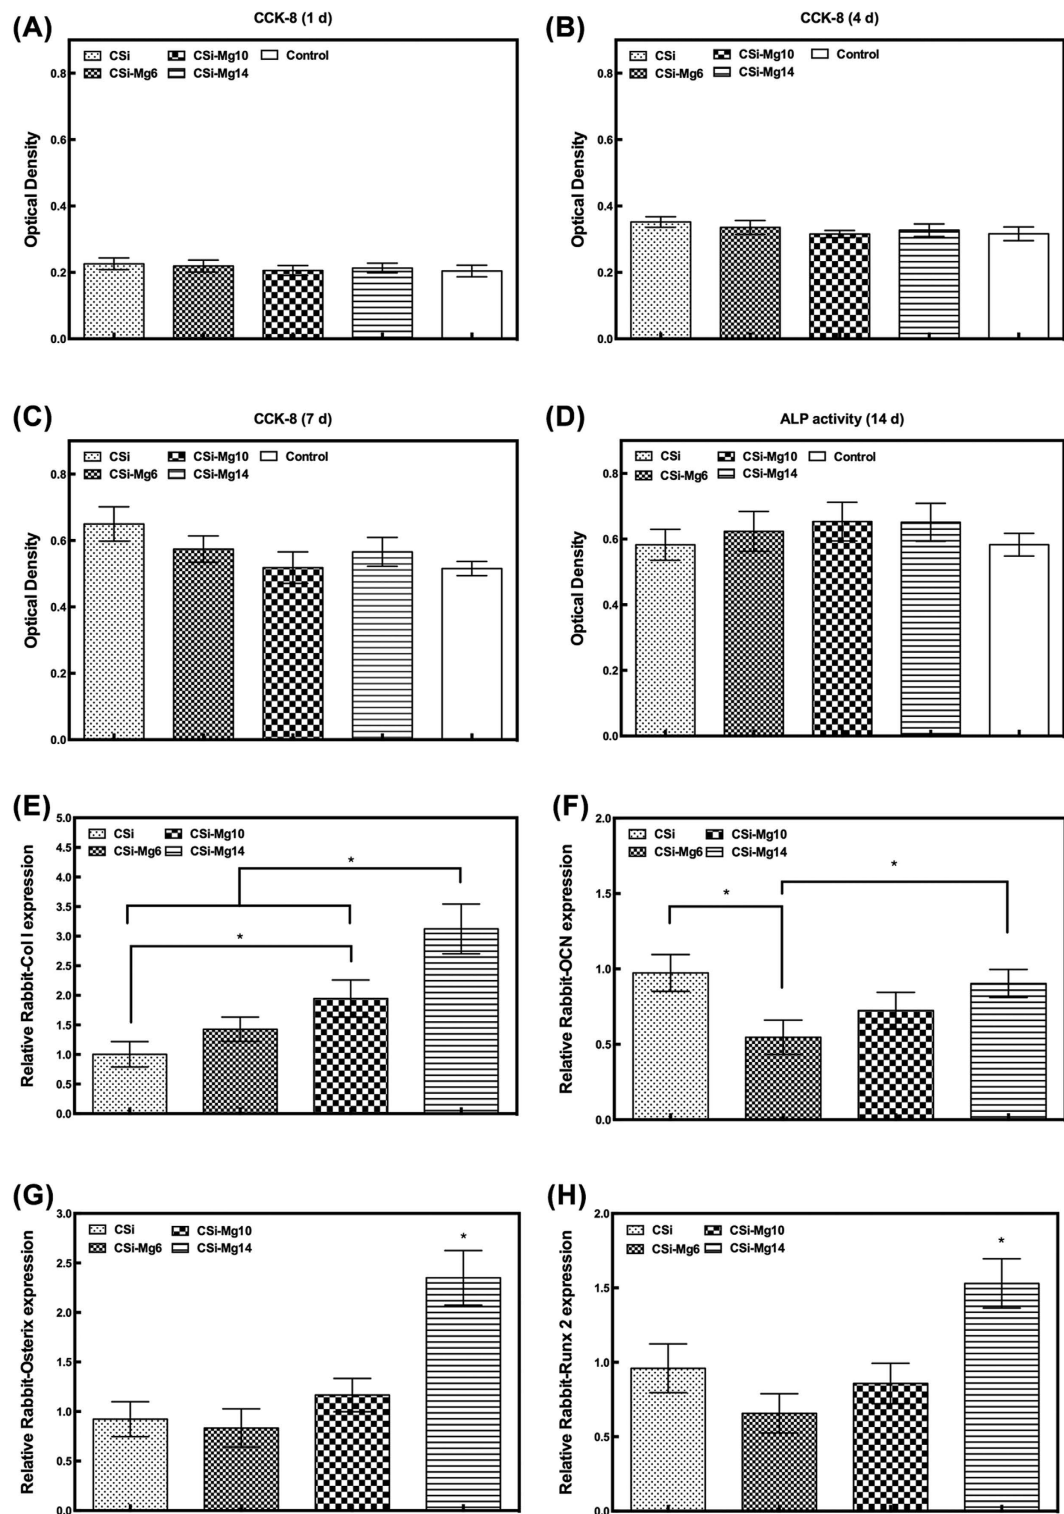 (A)
CCK-8 (1 d)
CSi CSi-Mg10 Control
CSi-Mg6 CSi-Mg14
Optical Density
0.8
0.6
0.4
0.2
0.0
(B)
CCK-8 (4 d)
CSi CSi-Mg10 Control
CSi-Mg6 CSi-Mg14
Optical Density
0.8
0.6
0.4
0.2
0.0
(C)
CCK-8 (7 d)
CSi CSi-Mg10 Control
CSi-Mg6 CSi-Mg14
Optical Density
0.8
0.6
0.4
0.2
0.0
(D)
ALP activity (14 d)
CSi CSi-Mg10 Control
CSi-Mg6 CSi-Mg14
Optical Density
0.8
0.6
0.4
0.2
0.0
(E)
CSi CSi-Mg10
CSi-Mg6 CSi-Mg14
Relative Rabbit-Col I expression
5.0
4.5
4.0
3.5
3.0
2.5
2.0
1.5
1.0
0.5
0.0
*
*
(F)
CSi CSi-Mg10
CSi-Mg6 CSi-Mg14
Relative Rabbit-OCN expression
2.0
1.5
1.0
0.5
0.0
*
*
(G)
CSi CSi-Mg10
CSi-Mg6 CSi-Mg14
Relative Rabbit-Osterix expression
3.0
2.5
2.0
1.5
1.0
0.5
0.0
*
(H)
CSi CSi-Mg10
CSi-Mg6 CSi-Mg14
Relative Rabbit-Runx 2 expression
2.0
1.5
1.0
0.5
0.0
*